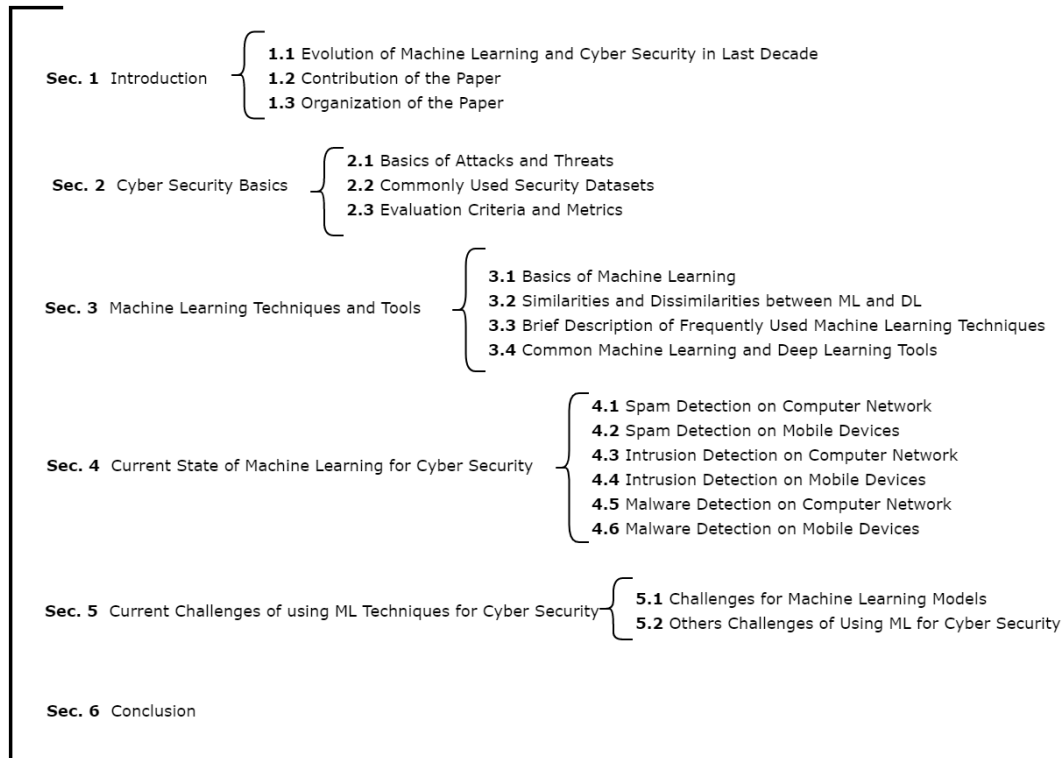 1.1 Evolution of Machine Learning and Cyber Security in Last Decade
Sec. 1 Introduction
1.2 Contribution of the Paper
1.3 Organization of the Paper
2.1 Basics of Attacks and Threats
Sec. 2 Cyber Security Basics
2.2 Commonly Used Security Datasets
2.3 Evaluation Criteria and Metrics
3.1 Basics of Machine Learning
3.2 Similarities and Dissimilarities between ML and DL
Sec. 3 Machine Learning Techniques and Tools
3.3 Brief Description of Frequently Used Machine Learning Techniques
3.4 Common Machine Learning and Deep Learning Tools
4.1 Spam Detection on Computer Network
4.2 Spam Detection on Mobile Devices
4.3 Intrusion Detection on Computer Network
Sec. 4 Current State of Machine Learning for Cyber Security
4.4 Intrusion Detection on Mobile Devices
4.5 Malware Detection on Computer Network
4.6 Malware Detection on Mobile Devices
5.1 Challenges for Machine Learning Models
Sec. 5 Current Challenges of using ML Techniques for Cyber Security
5.2 Others Challenges of Using ML for Cyber Security
Sec. 6 Conclusion